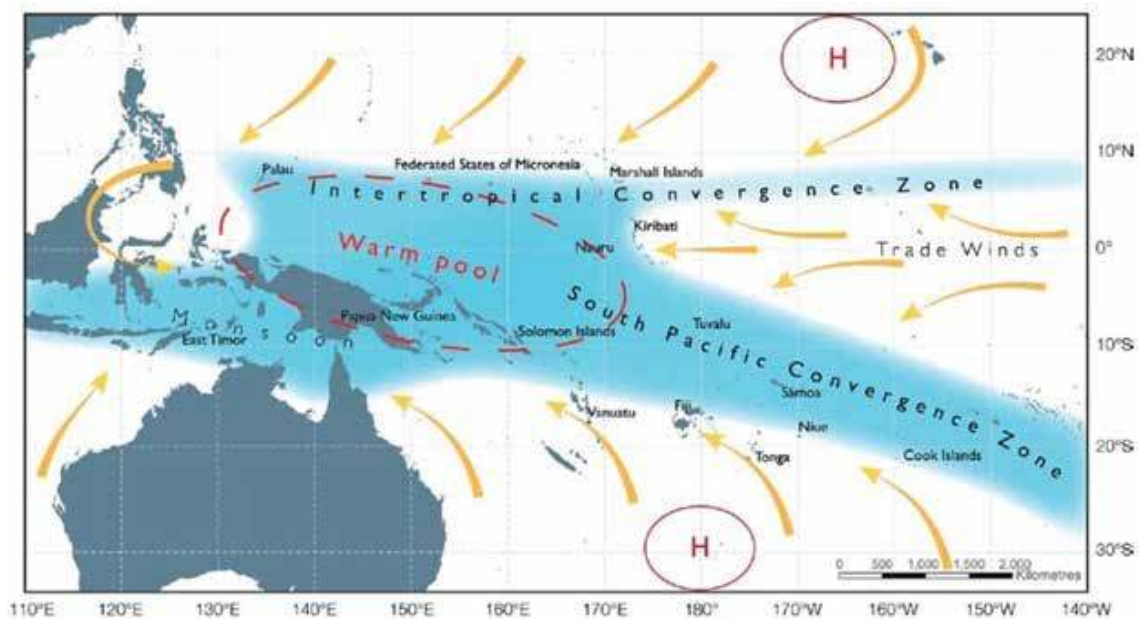 H
20°N
10°N
Palau
Federated States of Micronesia
Marshall Islands
Intertropical Convergence Zone
Kiribati
Nauru
Trade Winds
0°
Warm pool
Monsoon
East Timor
Papua New Guinea
Solomon Islands
South Pacific Convergence Zone
Tuvalu
10°S
Samoa
Vanuatu
Fiji
Niue
20°S
Tonga
Cook Islands
H
30°S
0 500 1,000 1,500 2,000
Kilometres
110°E 120°E 130°E 140°E 150°E 160°E 170°E 180° 170°W 160°W 150°W 140°W